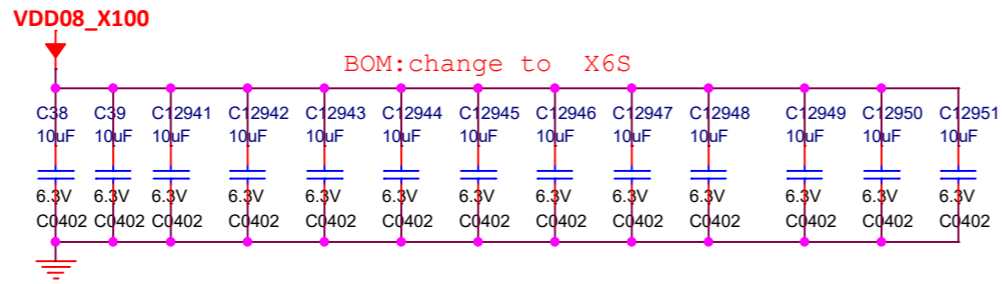 VDD08_X100
BOM:change to X6S
C38 C39 C12941 C12942 C12943 C12944 C12945 C12946 C12947 C12948 C12949 C12950 C12951
10uF 10uF 10uF 10uF 10uF 10uF 10uF 10uF 10uF 10uF 10uF 10uF 10uF
6.3V 6.3V 6.3V 6.3V 6.3V 6.3V 6.3V 6.3V 6.3V 6.3V 6.3V 6.3V 6.3V
C0402 C0402 C0402 C0402 C0402 C0402 C0402 C0402 C0402 C0402 C0402 C0402 C0402